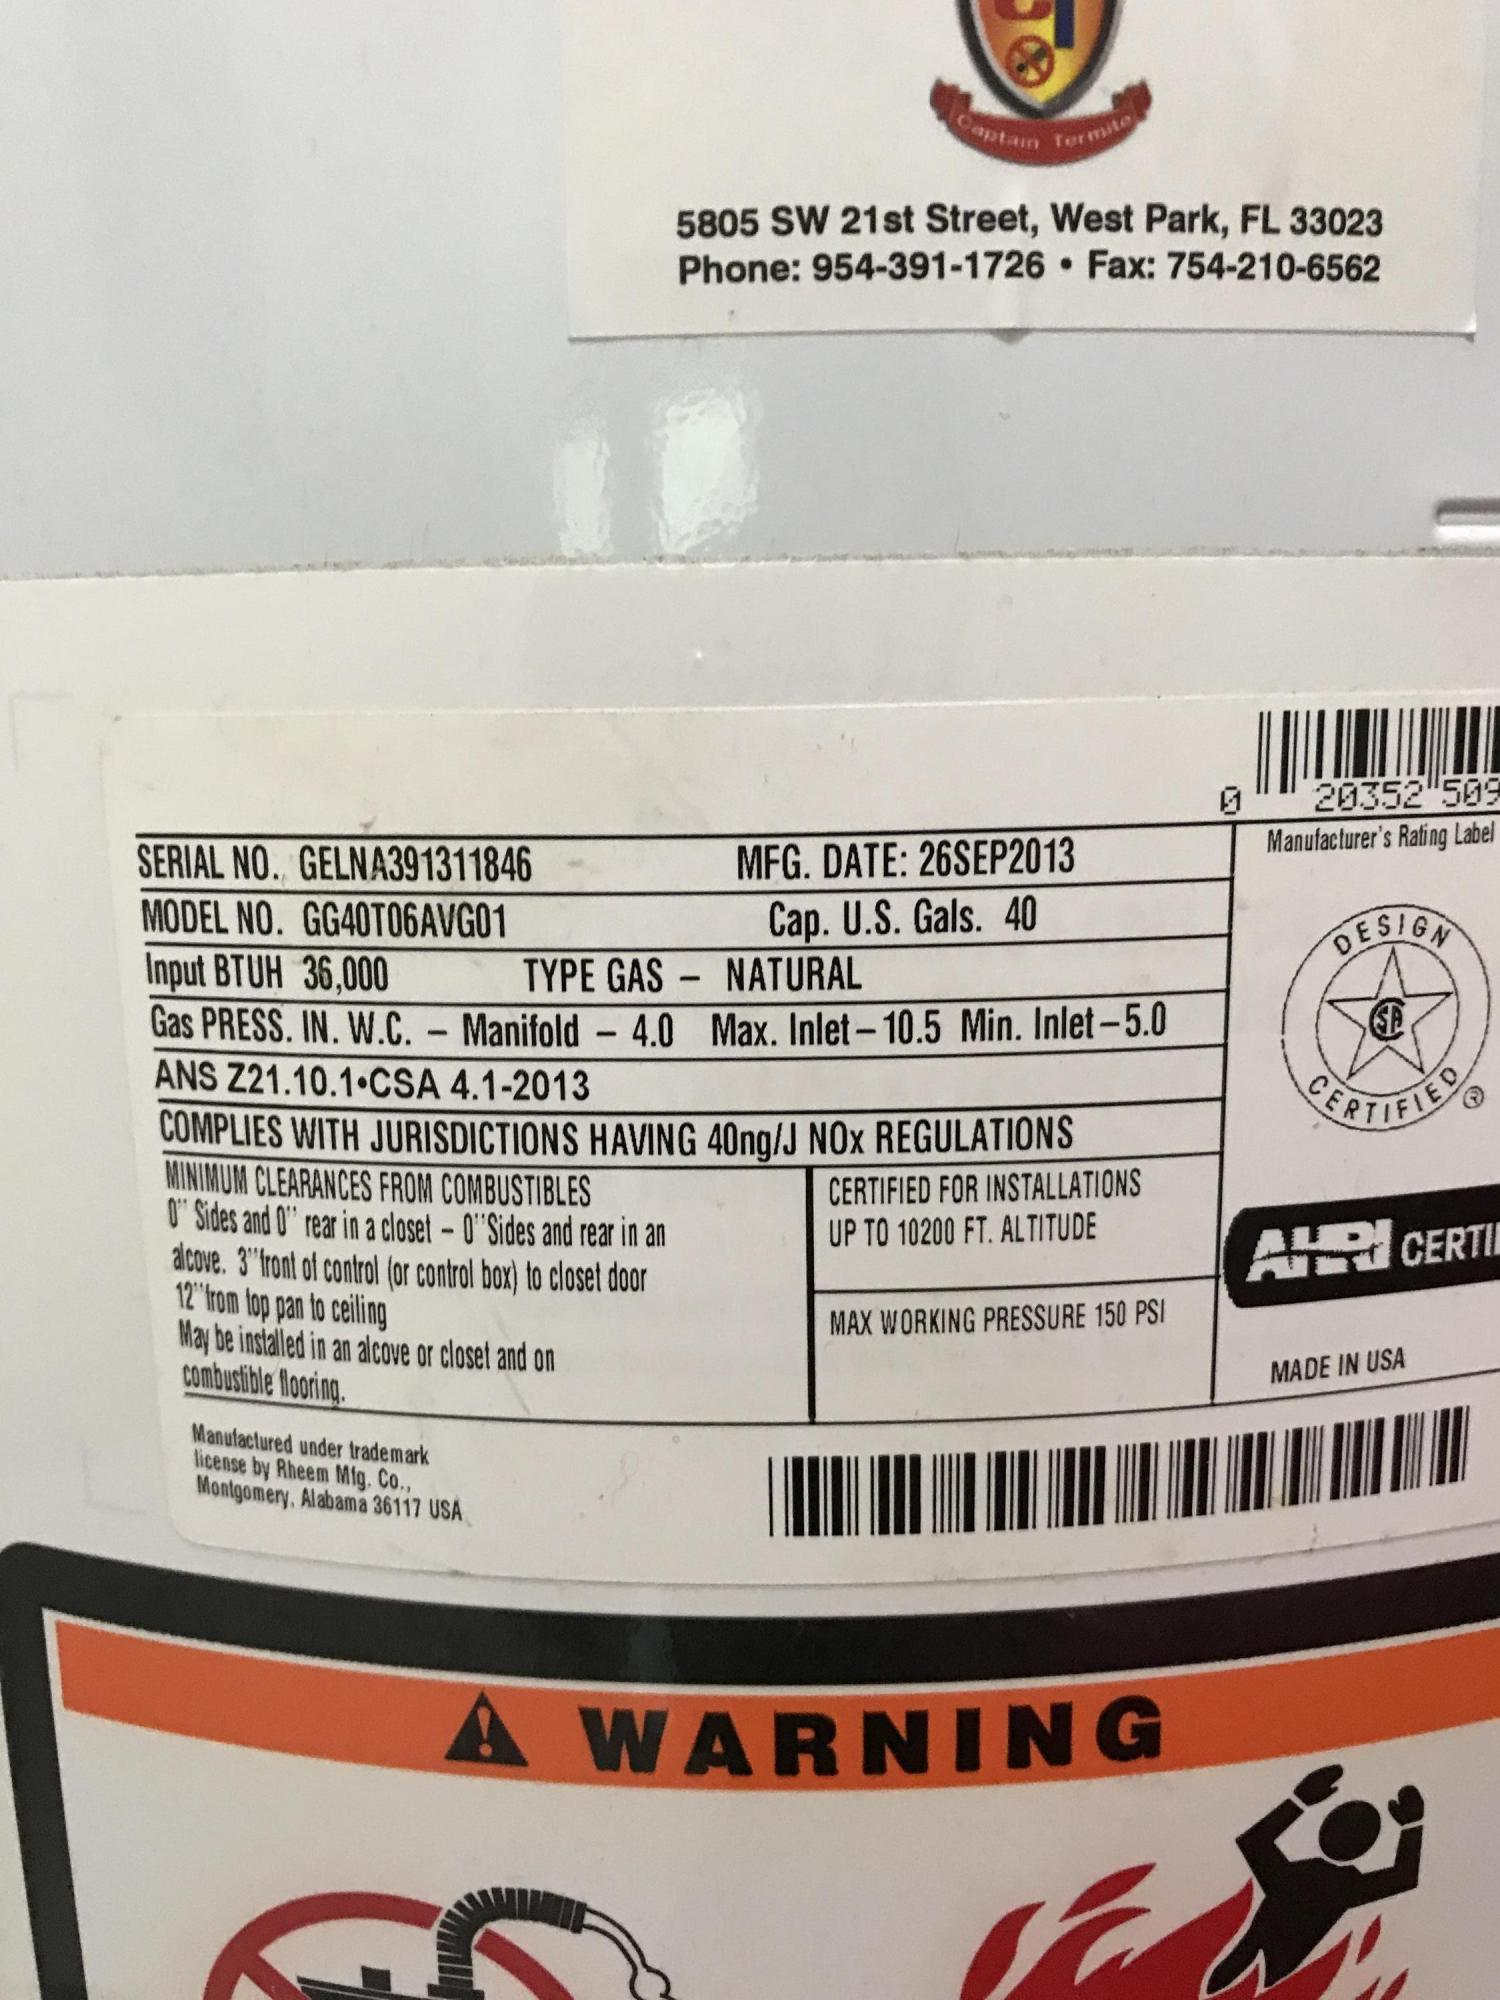 Captain Termite
5805 SW 21st Street, West Park, FL 33023
Phone: 954-391-1726 • Fax: 754-210-6562
0 20352 509
SERIAL NO. GELNA391311846 MFG. DATE: 26SEP2013
MODEL NO. GG40T06AVG01 Cap. U.S. Gals. 40
Input BTUH 36,000 TYPE GAS – NATURAL
Gas PRESS. IN. W.C. – Manifold – 4.0 Max. Inlet – 10.5 Min. Inlet – 5.0
ANS Z21.10.1•CSA 4.1-2013
COMPLIES WITH JURISDICTIONS HAVING 40ng/J NOx REGULATIONS
MINIMUM CLEARANCES FROM COMBUSTIBLES
0" Sides and 0" rear in a closet – 0" Sides and rear in an
alcove. 3" front of control (or control box) to closet door
12" from top pan to ceiling
May be installed in an alcove or closet and on
combustible flooring.
CERTIFIED FOR INSTALLATIONS
UP TO 10200 FT. ALTITUDE
MAX WORKING PRESSURE 150 PSI
Manufacturer's Rating Label
DESIGN
SA
CERTIFIED ®
AHRI CERTI
MADE IN USA
Manufactured under trademark
license by Rheem Mfg. Co.,
Montgomery, Alabama 36117 USA
WARNING